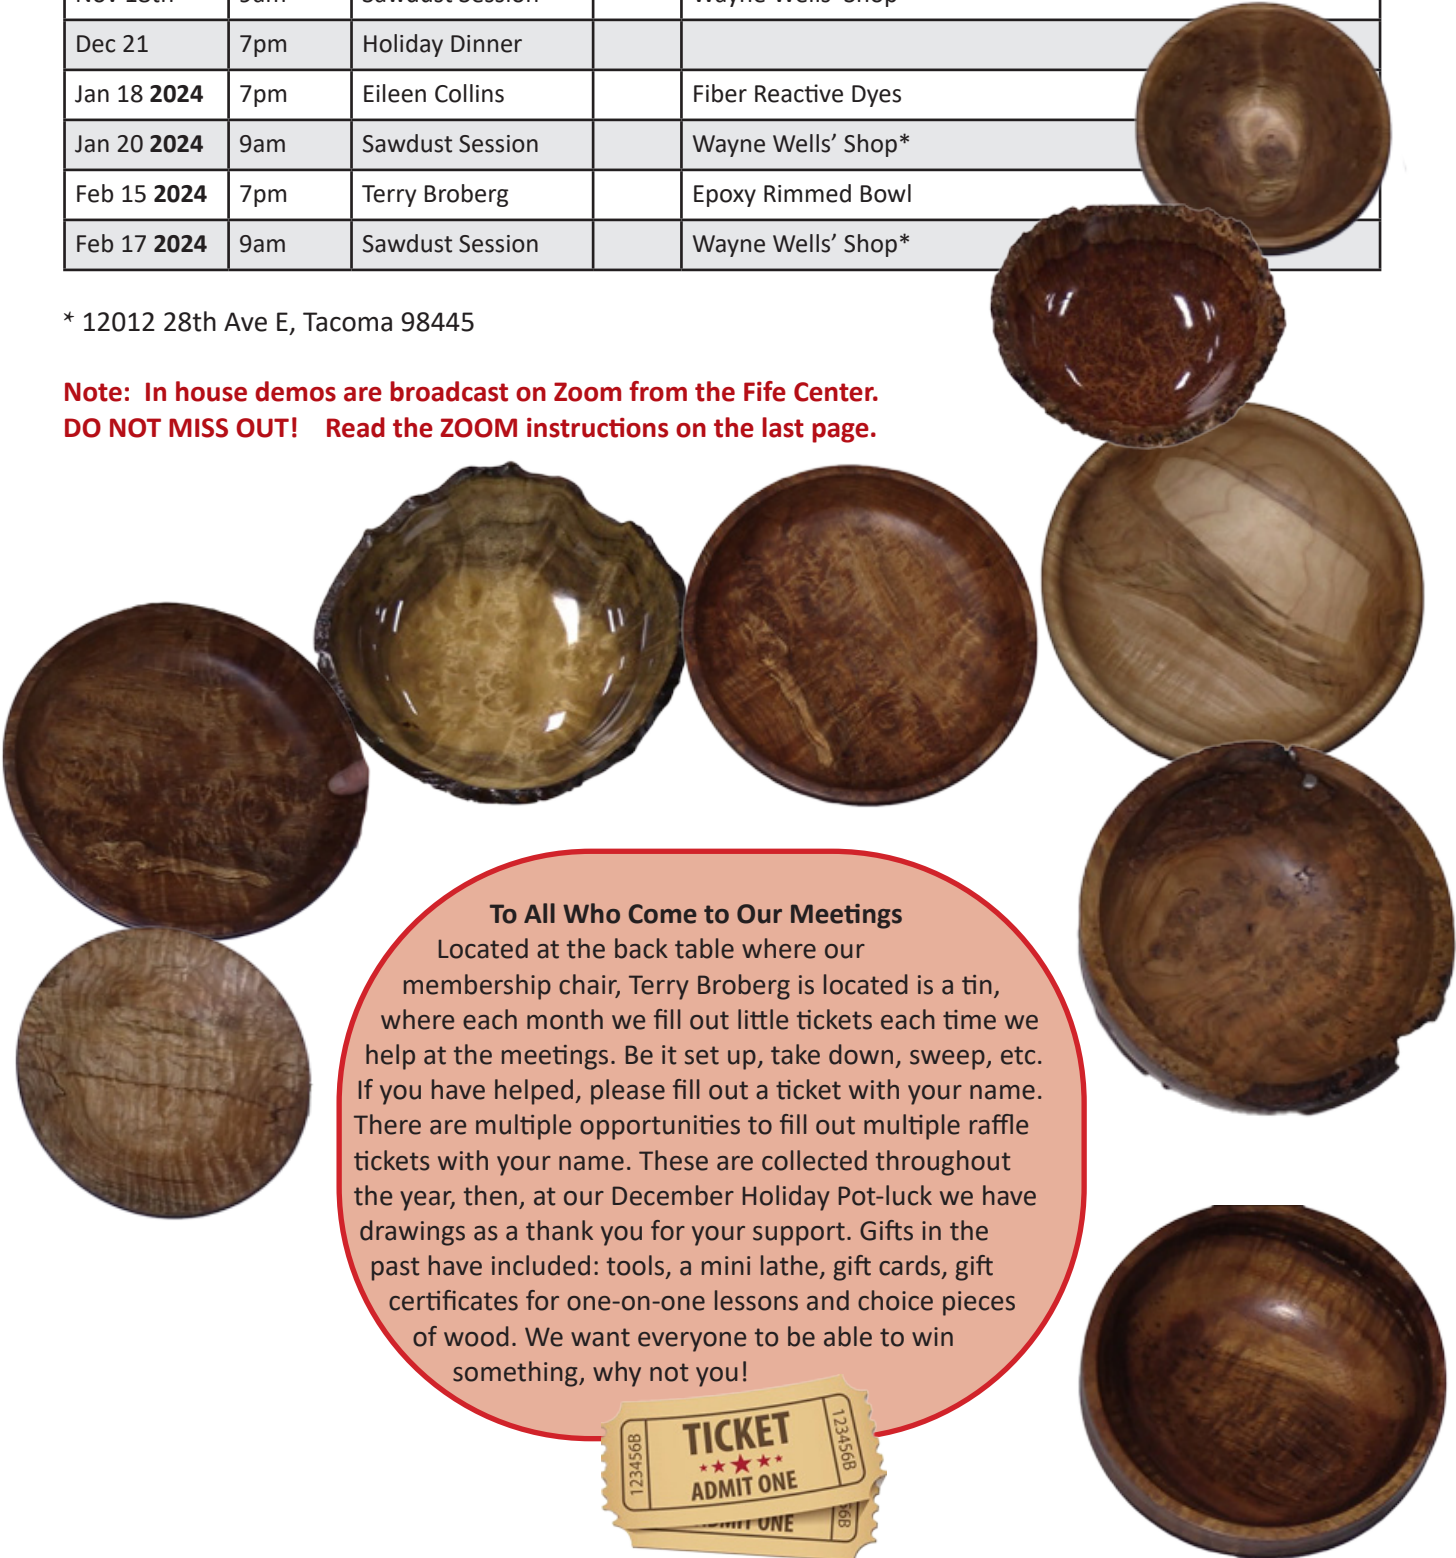 Dec 21 7pm Holiday Dinner
Jan 18 2024 7pm Eileen Collins Fiber Reactive Dyes
Jan 20 2024 9am Sawdust Session Wayne Wells’ Shop*
Feb 15 2024 7pm Terry Broberg Epoxy Rimmed Bowl
Feb 17 2024 9am Sawdust Session Wayne Wells’ Shop*
* 12012 28th Ave E, Tacoma 98445
Note: In house demos are broadcast on Zoom from the Fife Center.
DO NOT MISS OUT! Read the ZOOM instructions on the last page.
To All Who Come to Our Meetings
Located at the back table where our
membership chair, Terry Broberg is located is a tin,
where each month we fill out little tickets each time we
help at the meetings. Be it set up, take down, sweep, etc.
If you have helped, please fill out a ticket with your name.
There are multiple opportunities to fill out multiple raffle
tickets with your name. These are collected throughout
the year, then, at our December Holiday Pot-luck we have
drawings as a thank you for your support. Gifts in the
past have included: tools, a mini lathe, gift cards, gift
certificates for one-on-one lessons and choice pieces
of wood. We want everyone to be able to win
something, why not you!
123456B
TICKET
ADMIT ONE
123456B
ONE